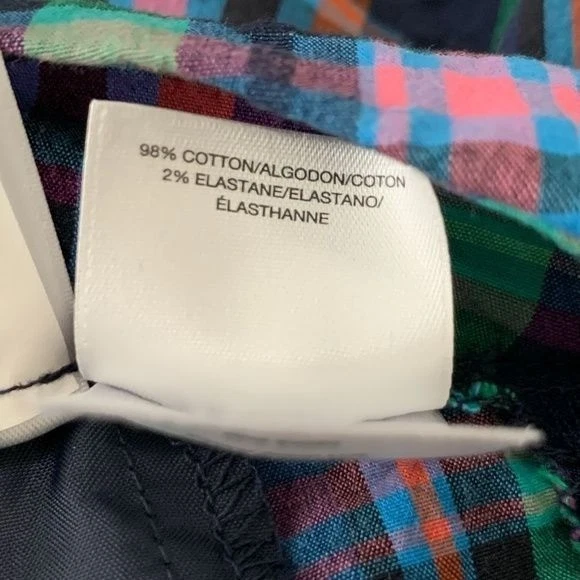 98% COTTON/ALGODON/COTON
2% ELASTANE/ELASTANO/
ÉLASTHANNE